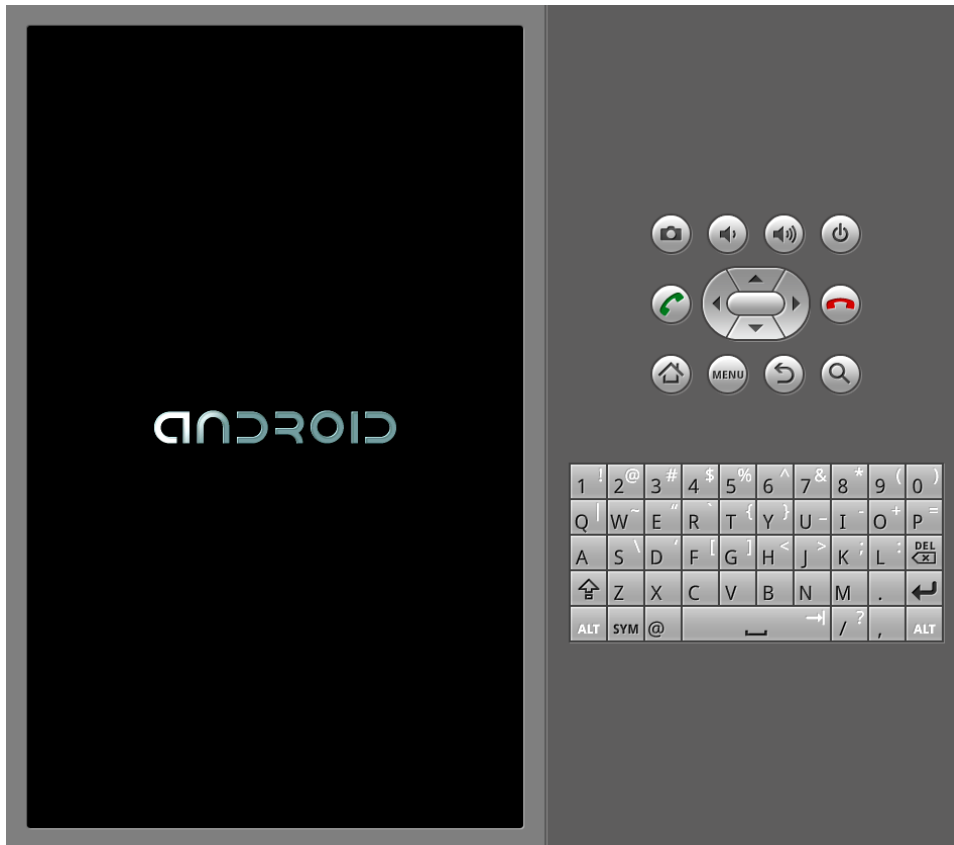 ANDROID
MENU
1 ! 2 @ 3 # 4 $ 5 % 6 ^ 7 & 8 * 9 ( 0 )
Q | W ~ E " R ` T { Y } U _ I - O + P =
A S \ D ' F [ G ] H < J > K ; L : DEL
Z X C V B N M .
ALT SYM @ / ? , ALT